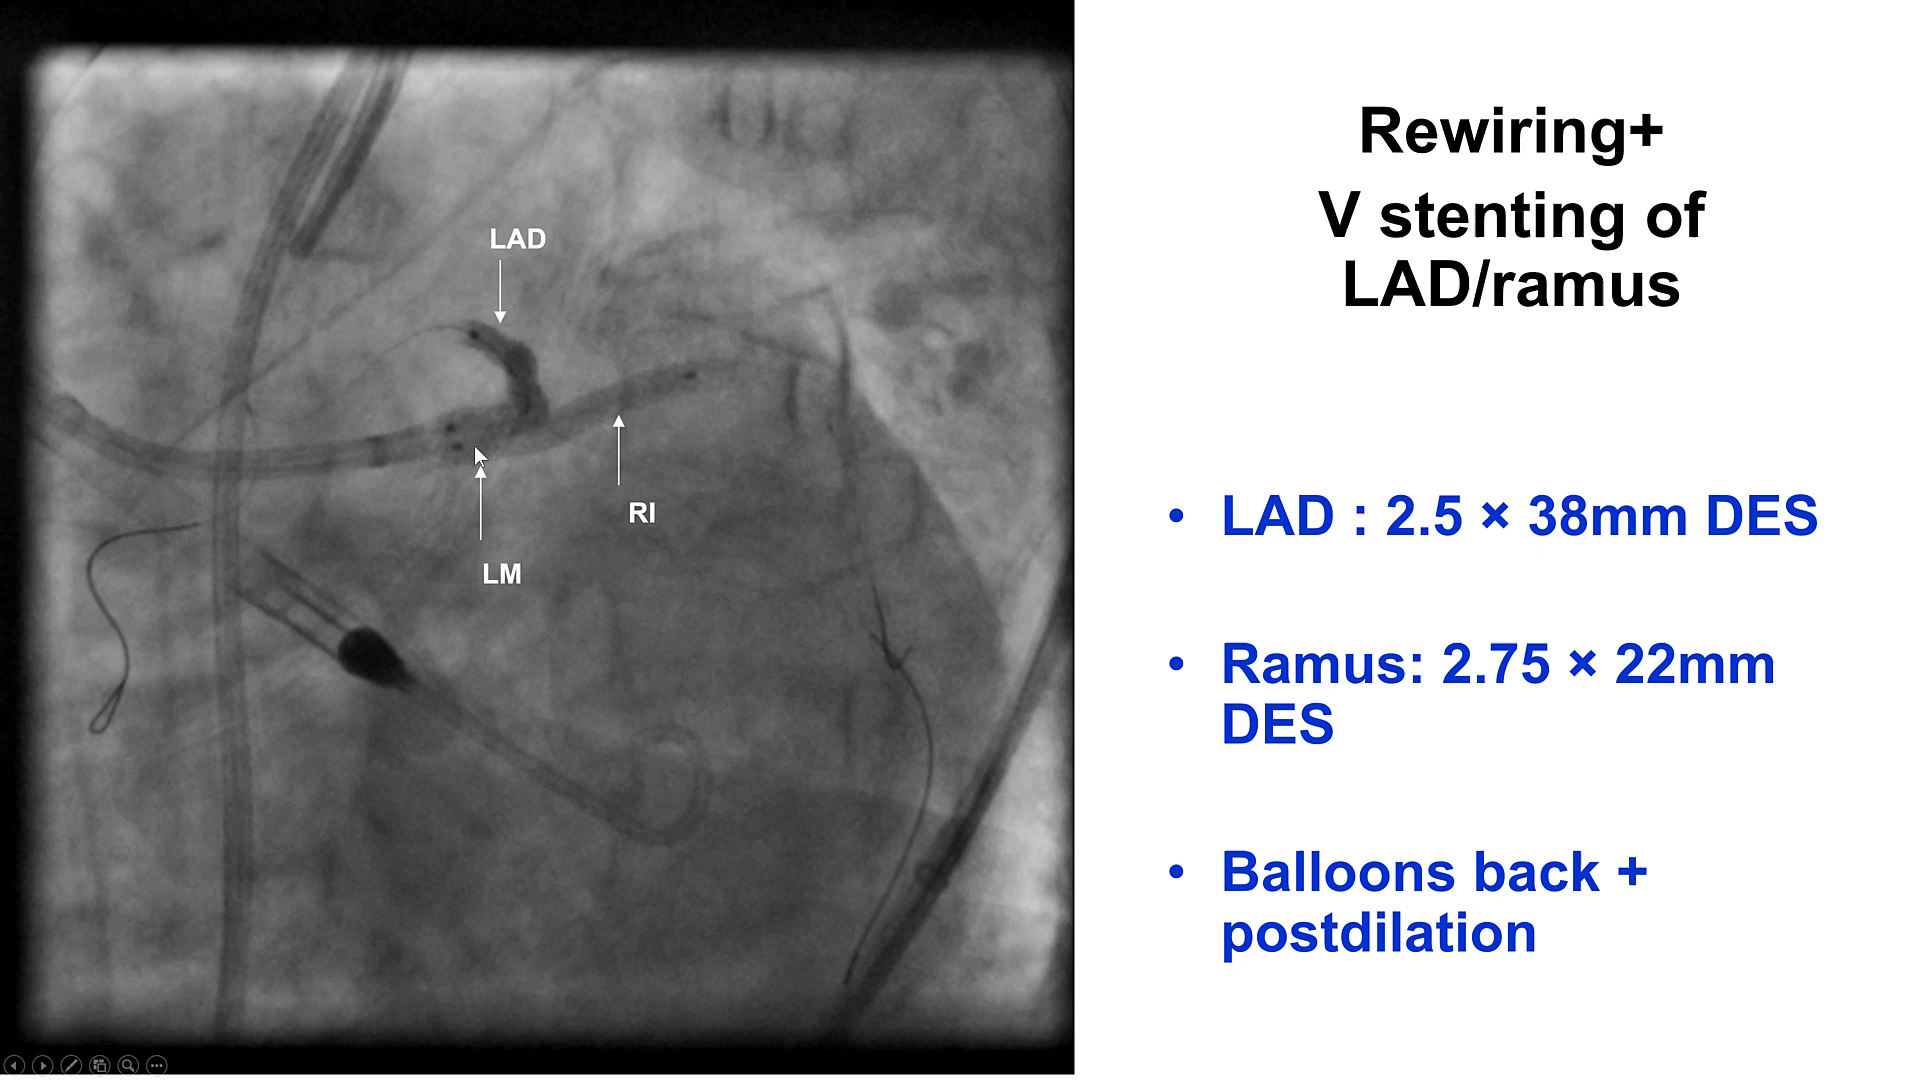 LAD
RI
LM
Rewiring+
V stenting of
LAD/ramus
• LAD : 2.5 × 38mm DES
• Ramus: 2.75 × 22mm
DES
• Balloons back +
postdilation